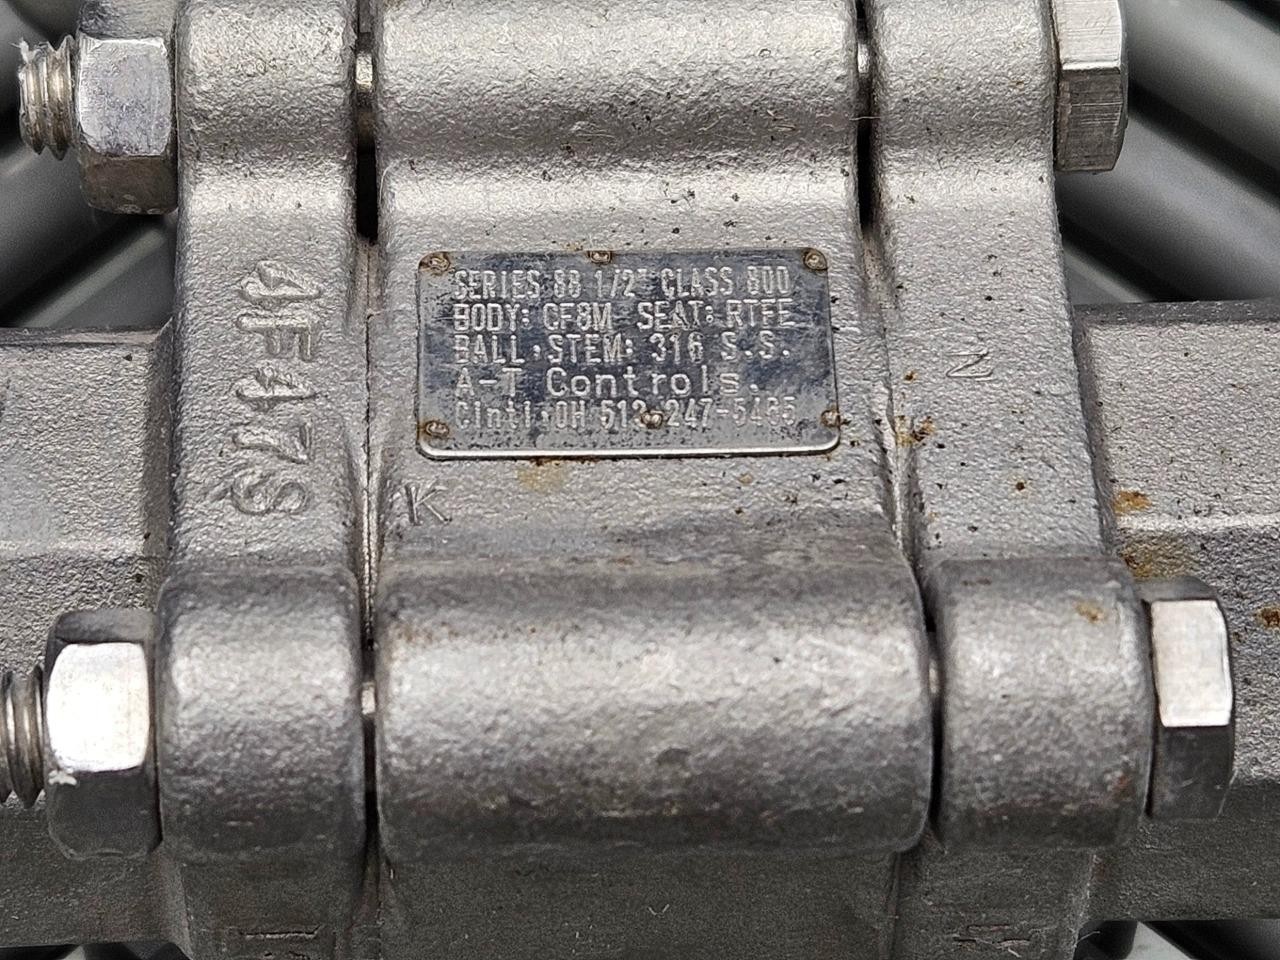 SERIES 88 1/2" CLASS 800
BODY: CF8M SEAT: RTFE
BALL,STEM: 316 S.S.
A-T Controls.
Cinti,OH 513-247-5465
K
N